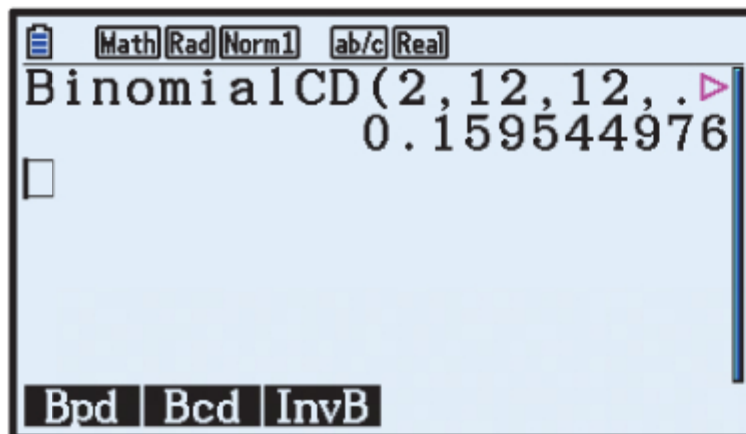 Math Rad Norm1 ab/c Real
BinomialCD(2,12,12,.
0.159544976
Bpd Bcd InvB